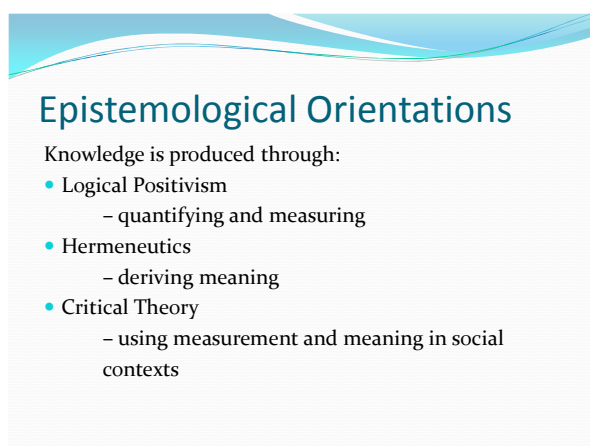 Epistemological Orientations
Knowledge is produced through:
• Logical Positivism
– quantifying and measuring
• Hermeneutics
– deriving meaning
• Critical Theory
– using measurement and meaning in social
contexts